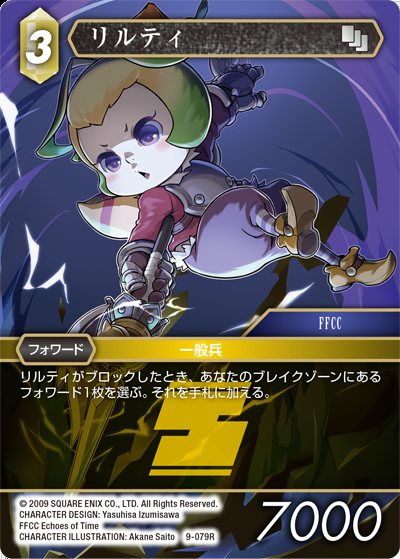 3
リルティ
FFCC
フォワード
一般兵
リルティがブロックしたとき、あなたのブレイクゾーンにある
フォワード1枚を選ぶ。それを手札に加える。
© 2009 SQUARE ENIX CO., LTD. All Rights Reserved.
CHARACTER DESIGN: Yasuhisa Izumisawa
FFCC Echoes of Time
CHARACTER ILLUSTRATION: Akane Saito 9-079R
7000